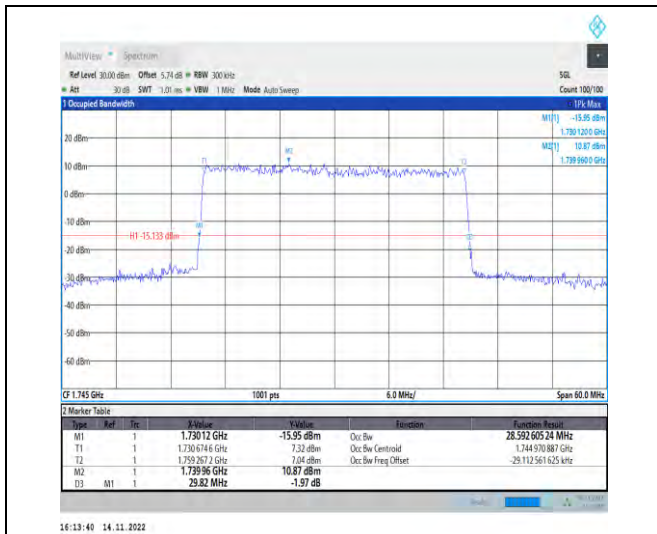 MultiView Spectrum
Ref Level 30.00 dBm Offset 5.74 dB RBW 300 kHz SGL
Att 30 dB SWT 1.01 ms VBW 1 MHz Mode Auto Sweep Count 100/100
1 Occupied Bandwidth 1Pk Max
M1[1] -15.95 dBm
1.730 120 0 GHz
M2[1] 10.87 dBm
1.739 960 0 GHz
20 dBm
M2
T1 T2
10 dBm
0 dBm
-10 dBm
M1
H1 -15.133 dBm
-20 dBm
-30 dBm
-40 dBm
-50 dBm
-60 dBm
CF 1.745 GHz 1001 pts 6.0 MHz/ Span 60.0 MHz
2 Marker Table
Type Ref Trc X-Value Y-Value Function Function Result
M1 1 1.73012 GHz -15.95 dBm Occ Bw 28.592 605 24 MHz
T1 1 1.730 674 6 GHz 7.32 dBm Occ Bw Centroid 1.744 970 887 GHz
T2 1 1.759 267 2 GHz 7.04 dBm Occ Bw Freq Offset -29.112 561 625 kHz
M2 1 1.739 96 GHz 10.87 dBm
D3 M1 1 29.82 MHz -1.97 dB
16:13:40 14.11.2022